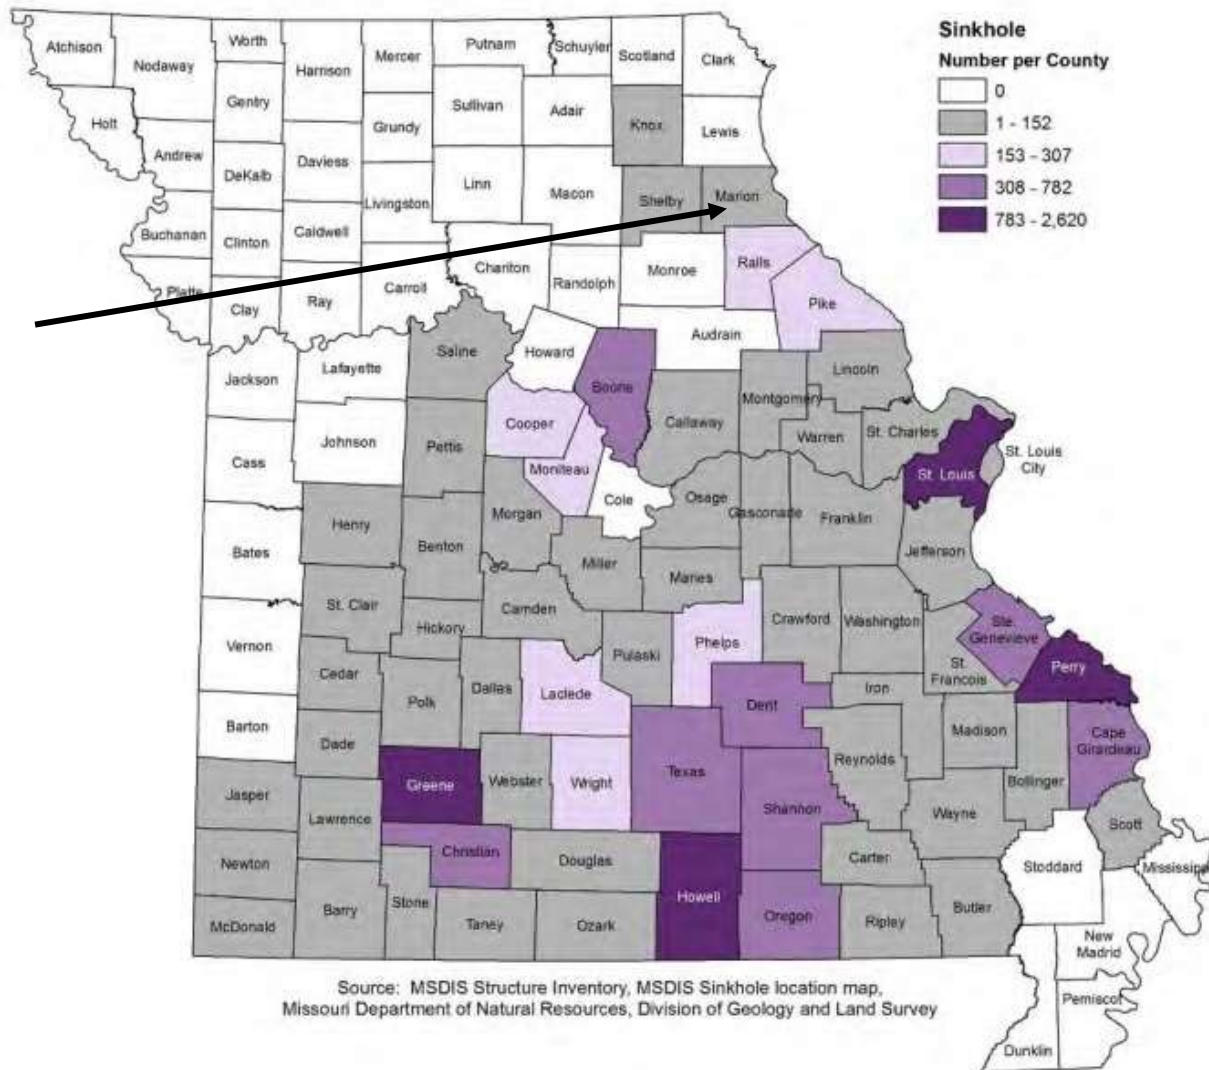 Sinkhole
Number per County
0
1 - 152
153 - 307
308 - 782
783 - 2,620
Atchison
Nodaway
Worth
Harrison
Mercer
Putnam
Schuyler
Scotland
Clark
Holt
Gentry
Sullivan
Adair
Knox
Lewis
Andrew
DeKalb
Daviess
Grundy
Linn
Macon
Shelby
Marion
Buchanan
Clinton
Caldwell
Livingston
Chariton
Randolph
Monroe
Ralls
Platte
Clay
Ray
Carroll
Pike
Saline
Howard
Audrain
Jackson
Lafayette
Boone
Lincoln
Cooper
Callaway
Montgomery
Warren
St. Charles
Johnson
Pettis
Cass
Moniteau
St. Louis
St. Louis
City
Cole
Osage
Gasconade
Franklin
Henry
Morgan
Bates
Benton
Miller
Maries
Jefferson
St. Clair
Hickory
Camden
Pulaski
Phelps
Crawford
Washington
Ste.
Genevieve
Vernon
Cedar
Polk
Dallas
Laclede
Dent
Iron
St.
Francois
Perry
Barton
Dade
Greene
Webster
Wright
Texas
Shannon
Reynolds
Madison
Bollinger
Cape
Girardeau
Jasper
Lawrence
Christian
Douglas
Wayne
Scott
Newton
Carter
Stoddard
Mississippi
McDonald
Barry
Stone
Taney
Ozark
Howell
Oregon
Ripley
Butler
New
Madrid
Pemiscot
Dunklin
Source: MSDIS Structure Inventory, MSDIS Sinkhole location map,
Missouri Department of Natural Resources, Division of Geology and Land Survey